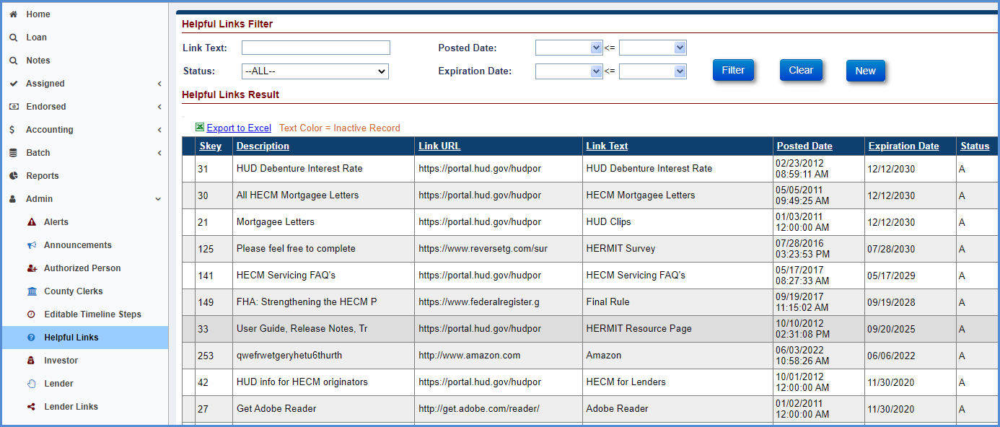 Home
Loan
Notes
Assigned
Endorsed
Accounting
Batch
Reports
Admin
Alerts
Announcements
Authorized Person
County Clerks
Editable Timeline Steps
Helpful Links
Investor
Lender
Lender Links
Helpful Links Filter
Link Text: Posted Date: <=
Status: --ALL-- Expiration Date: <= Filter Clear New
Helpful Links Result
Export to Excel Text Color = Inactive Record
Skey Description Link URL Link Text Posted Date Expiration Date Status
31 HUD Debenture Interest Rate https://portal.hud.gov/hudpor HUD Debenture Interest Rate 02/23/2012 08:59:11 AM 12/12/2030 A
30 All HECM Mortgagee Letters https://portal.hud.gov/hudpor HECM Mortgagee Letters 05/05/2011 09:49:25 AM 12/12/2030 A
21 Mortgagee Letters https://portal.hud.gov/hudpor HUD Clips 01/03/2011 12:00:00 AM 12/12/2030 A
125 Please feel free to complete https://www.reversetg.com/sur HERMIT Survey 07/28/2016 03:23:53 PM 07/28/2030 A
141 HECM Servicing FAQ's https://portal.hud.gov/hudpor HECM Servicing FAQ's 05/17/2017 08:27:33 AM 05/17/2029 A
149 FHA: Strengthening the HECM P https://www.federalregister.g Final Rule 09/19/2017 11:15:02 AM 09/19/2028 A
33 User Guide, Release Notes, Tr https://portal.hud.gov/hudpor HERMIT Resource Page 10/10/2012 02:31:08 PM 09/20/2025 A
253 qwefrwetgeryhetu6thurth http://www.amazon.com Amazon 06/03/2022 10:58:26 AM 06/06/2022 A
42 HUD info for HECM originators https://portal.hud.gov/hudpor HECM for Lenders 10/01/2012 12:00:00 AM 11/30/2020 A
27 Get Adobe Reader http://get.adobe.com/reader/ Adobe Reader 01/02/2011 12:00:00 AM 11/30/2020 A